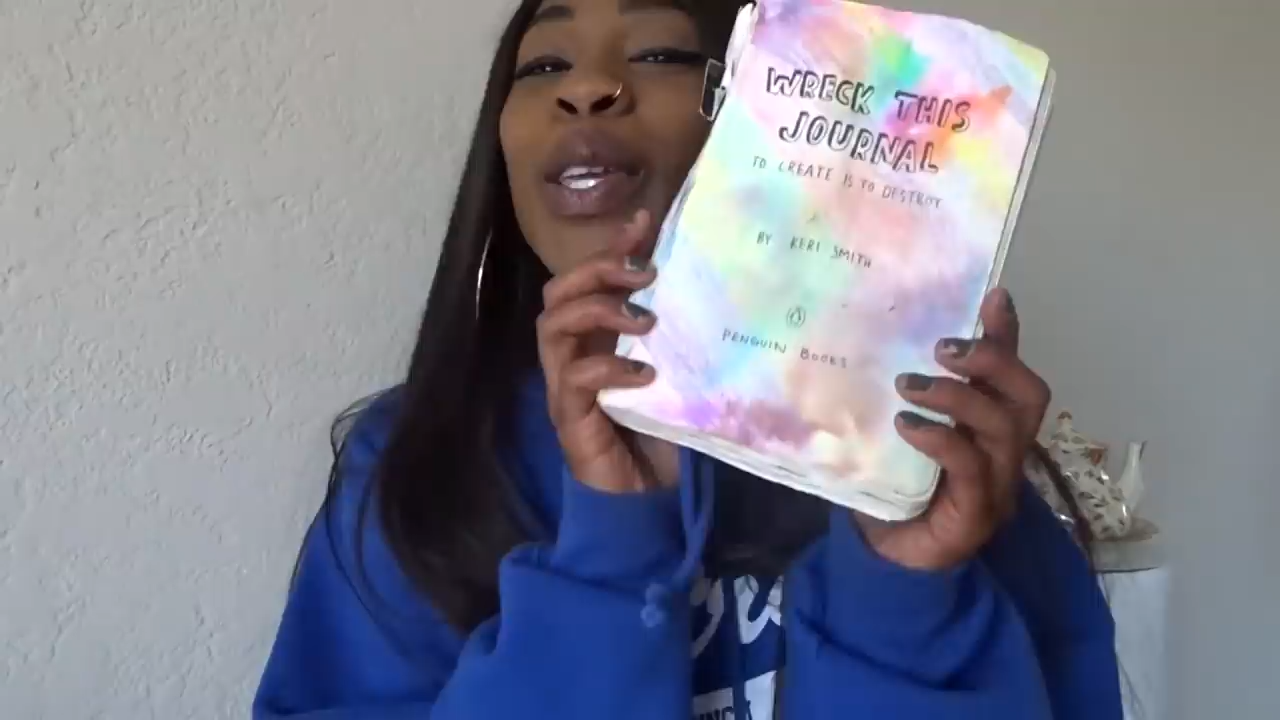 WRECK THIS
JOURNAL
TO CREATE IS TO DESTROY
BY KERI SMITH
PENGUIN BOOKS